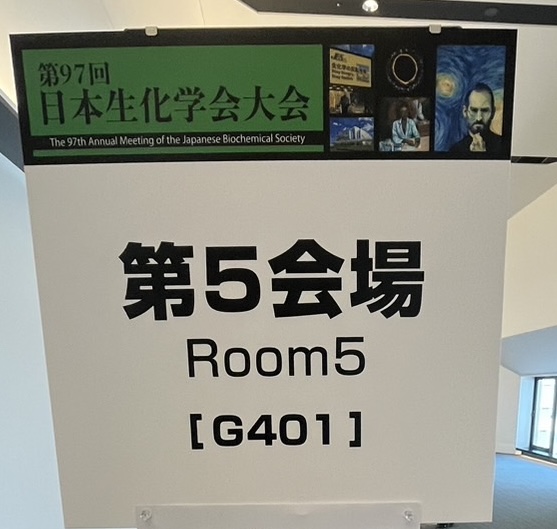 第97回
日本生化学会大会
The 97th Annual Meeting of the Japanese Biochemical Society
第5会場
Room5
[G401]